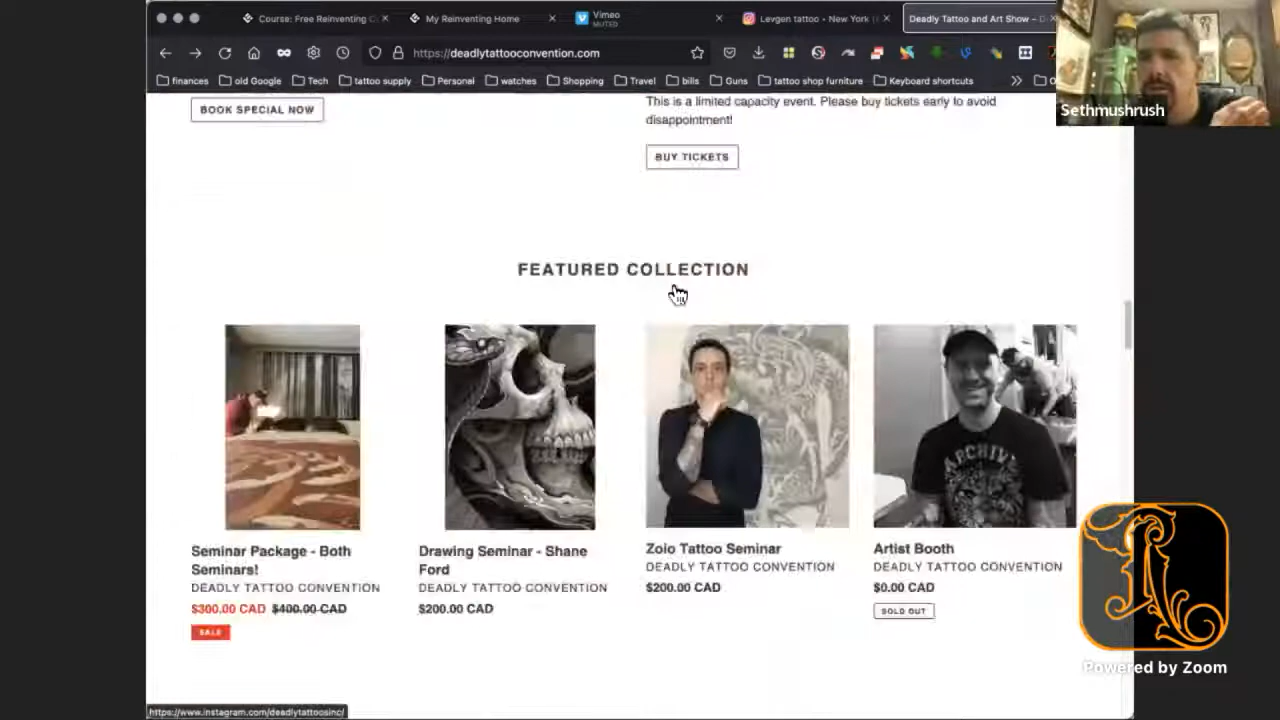 Course: Free Reinventing C
My Reinventing Home
Vimeo
MUTED
Levgen tattoo • New York (
Deadly Tattoo and Art Show – D
https://deadlytattooconvention.com
finances
old Google
Tech
tattoo supply
Personal
watches
Shopping
Travel
bills
Guns
tattoo shop furniture
Keyboard shortcuts
Sethmushrush
BOOK SPECIAL NOW
This is a limited capacity event. Please buy tickets early to avoid
disappointment!
BUY TICKETS
FEATURED COLLECTION
ARCHIVE
Seminar Package - Both
Seminars!
DEADLY TATTOO CONVENTION
$300.00 CAD $400.00 CAD
SALE
Drawing Seminar - Shane
Ford
DEADLY TATTOO CONVENTION
$200.00 CAD
Zoio Tattoo Seminar
DEADLY TATTOO CONVENTION
$200.00 CAD
Artist Booth
DEADLY TATTOO CONVENTION
$0.00 CAD
SOLD OUT
Powered by Zoom
https://www.instagram.com/deadlytattoosinc/